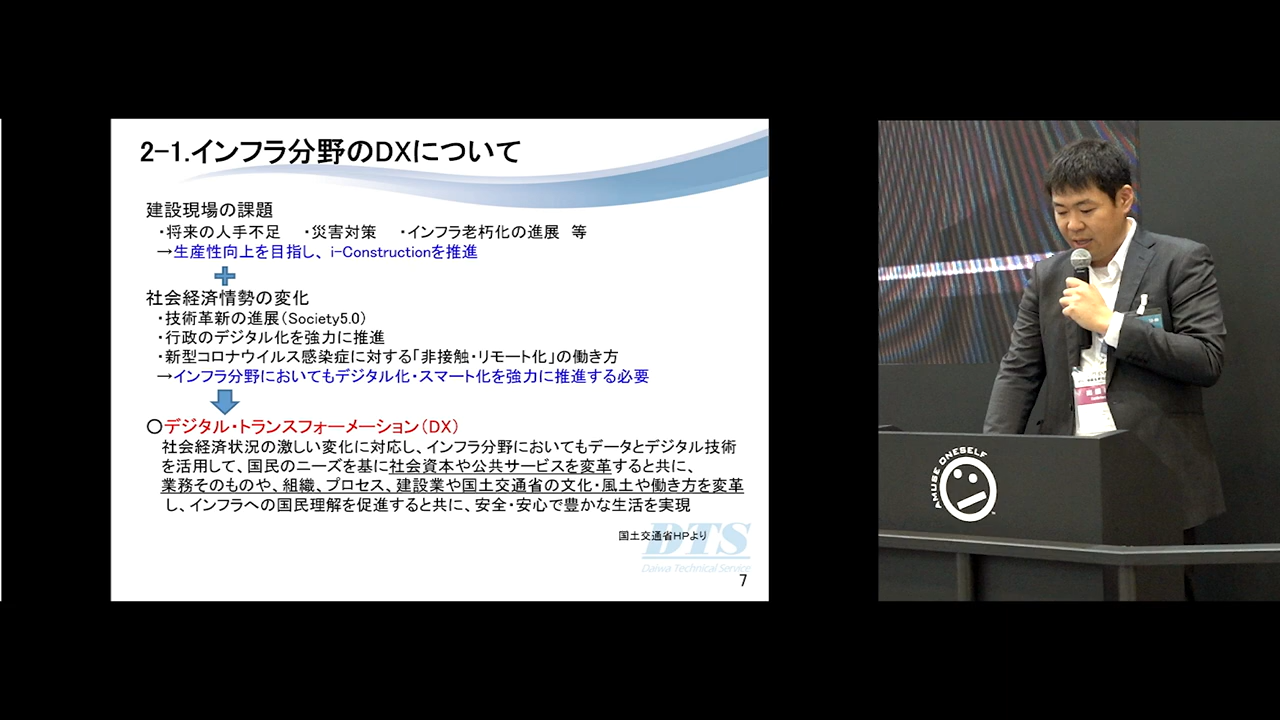 2-1.インフラ分野のDXについて
建設現場の課題
・将来の人手不足　・災害対策　・インフラ老朽化の進展　等
→生産性向上を目指し、i-Constructionを推進
社会経済情勢の変化
・技術革新の進展（Society5.0）
・行政のデジタル化を強力に推進
・新型コロナウイルス感染症に対する「非接触・リモート化」の働き方
→インフラ分野においてもデジタル化・スマート化を強力に推進する必要
○デジタル・トランスフォーメーション（DX）
社会経済状況の激しい変化に対応し、インフラ分野においてもデータとデジタル技術
を活用して、国民のニーズを基に社会資本や公共サービスを変革すると共に、
業務そのものや、組織、プロセス、建設業や国土交通省の文化・風土や働き方を変革
し、インフラへの国民理解を促進すると共に、安全・安心で豊かな生活を実現
国土交通省HPより
DTS
Daiwa Technical Service
7
AMUSE ONESELF